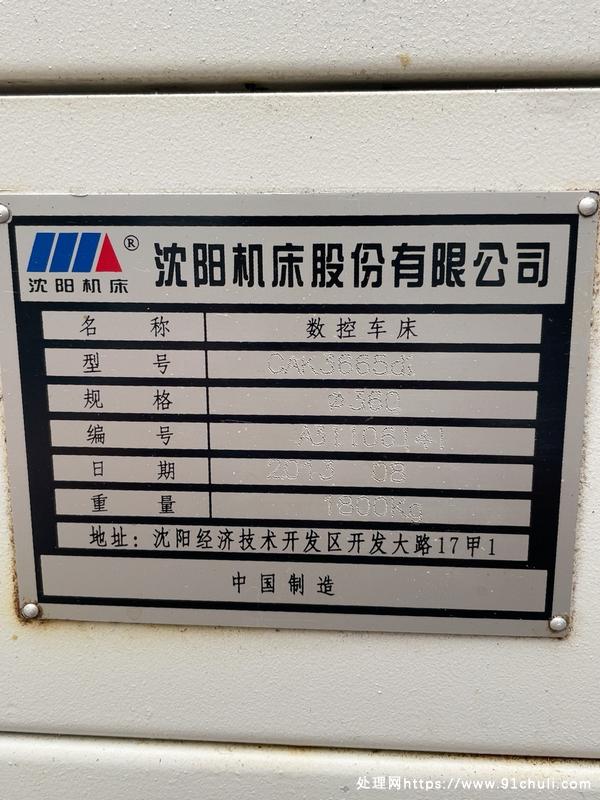 沈阳机床® 沈阳机床股份有限公司
名 称 数控车床
型 号 CAK3665di
规 格 Φ360
编 号
日 期 2013 08
重 量 1800Kg
地址: 沈阳经济技术开发区开发大路17甲1
中国制造
处理网https://www.91chuli.com/